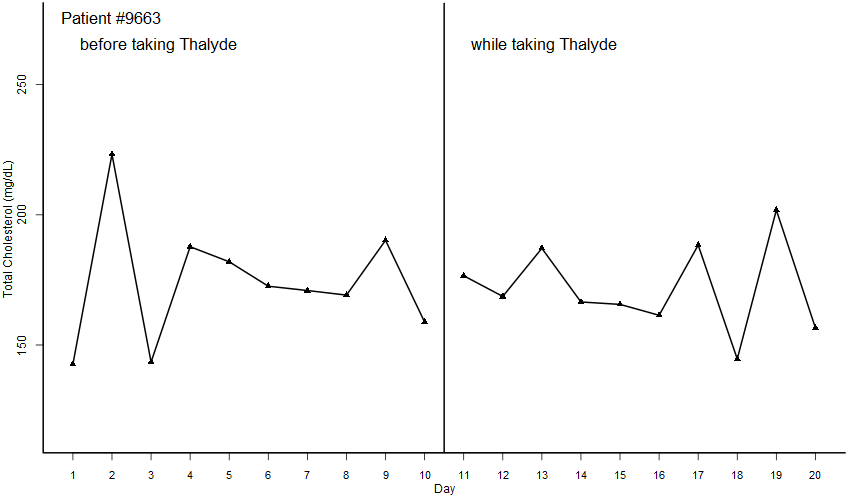 Patient #9663
before taking Thalyde
while taking Thalyde
Total Cholesterol (mg/dL)
250
200
150
1 2 3 4 5 6 7 8 9 10 11 12 13 14 15 16 17 18 19 20
Day